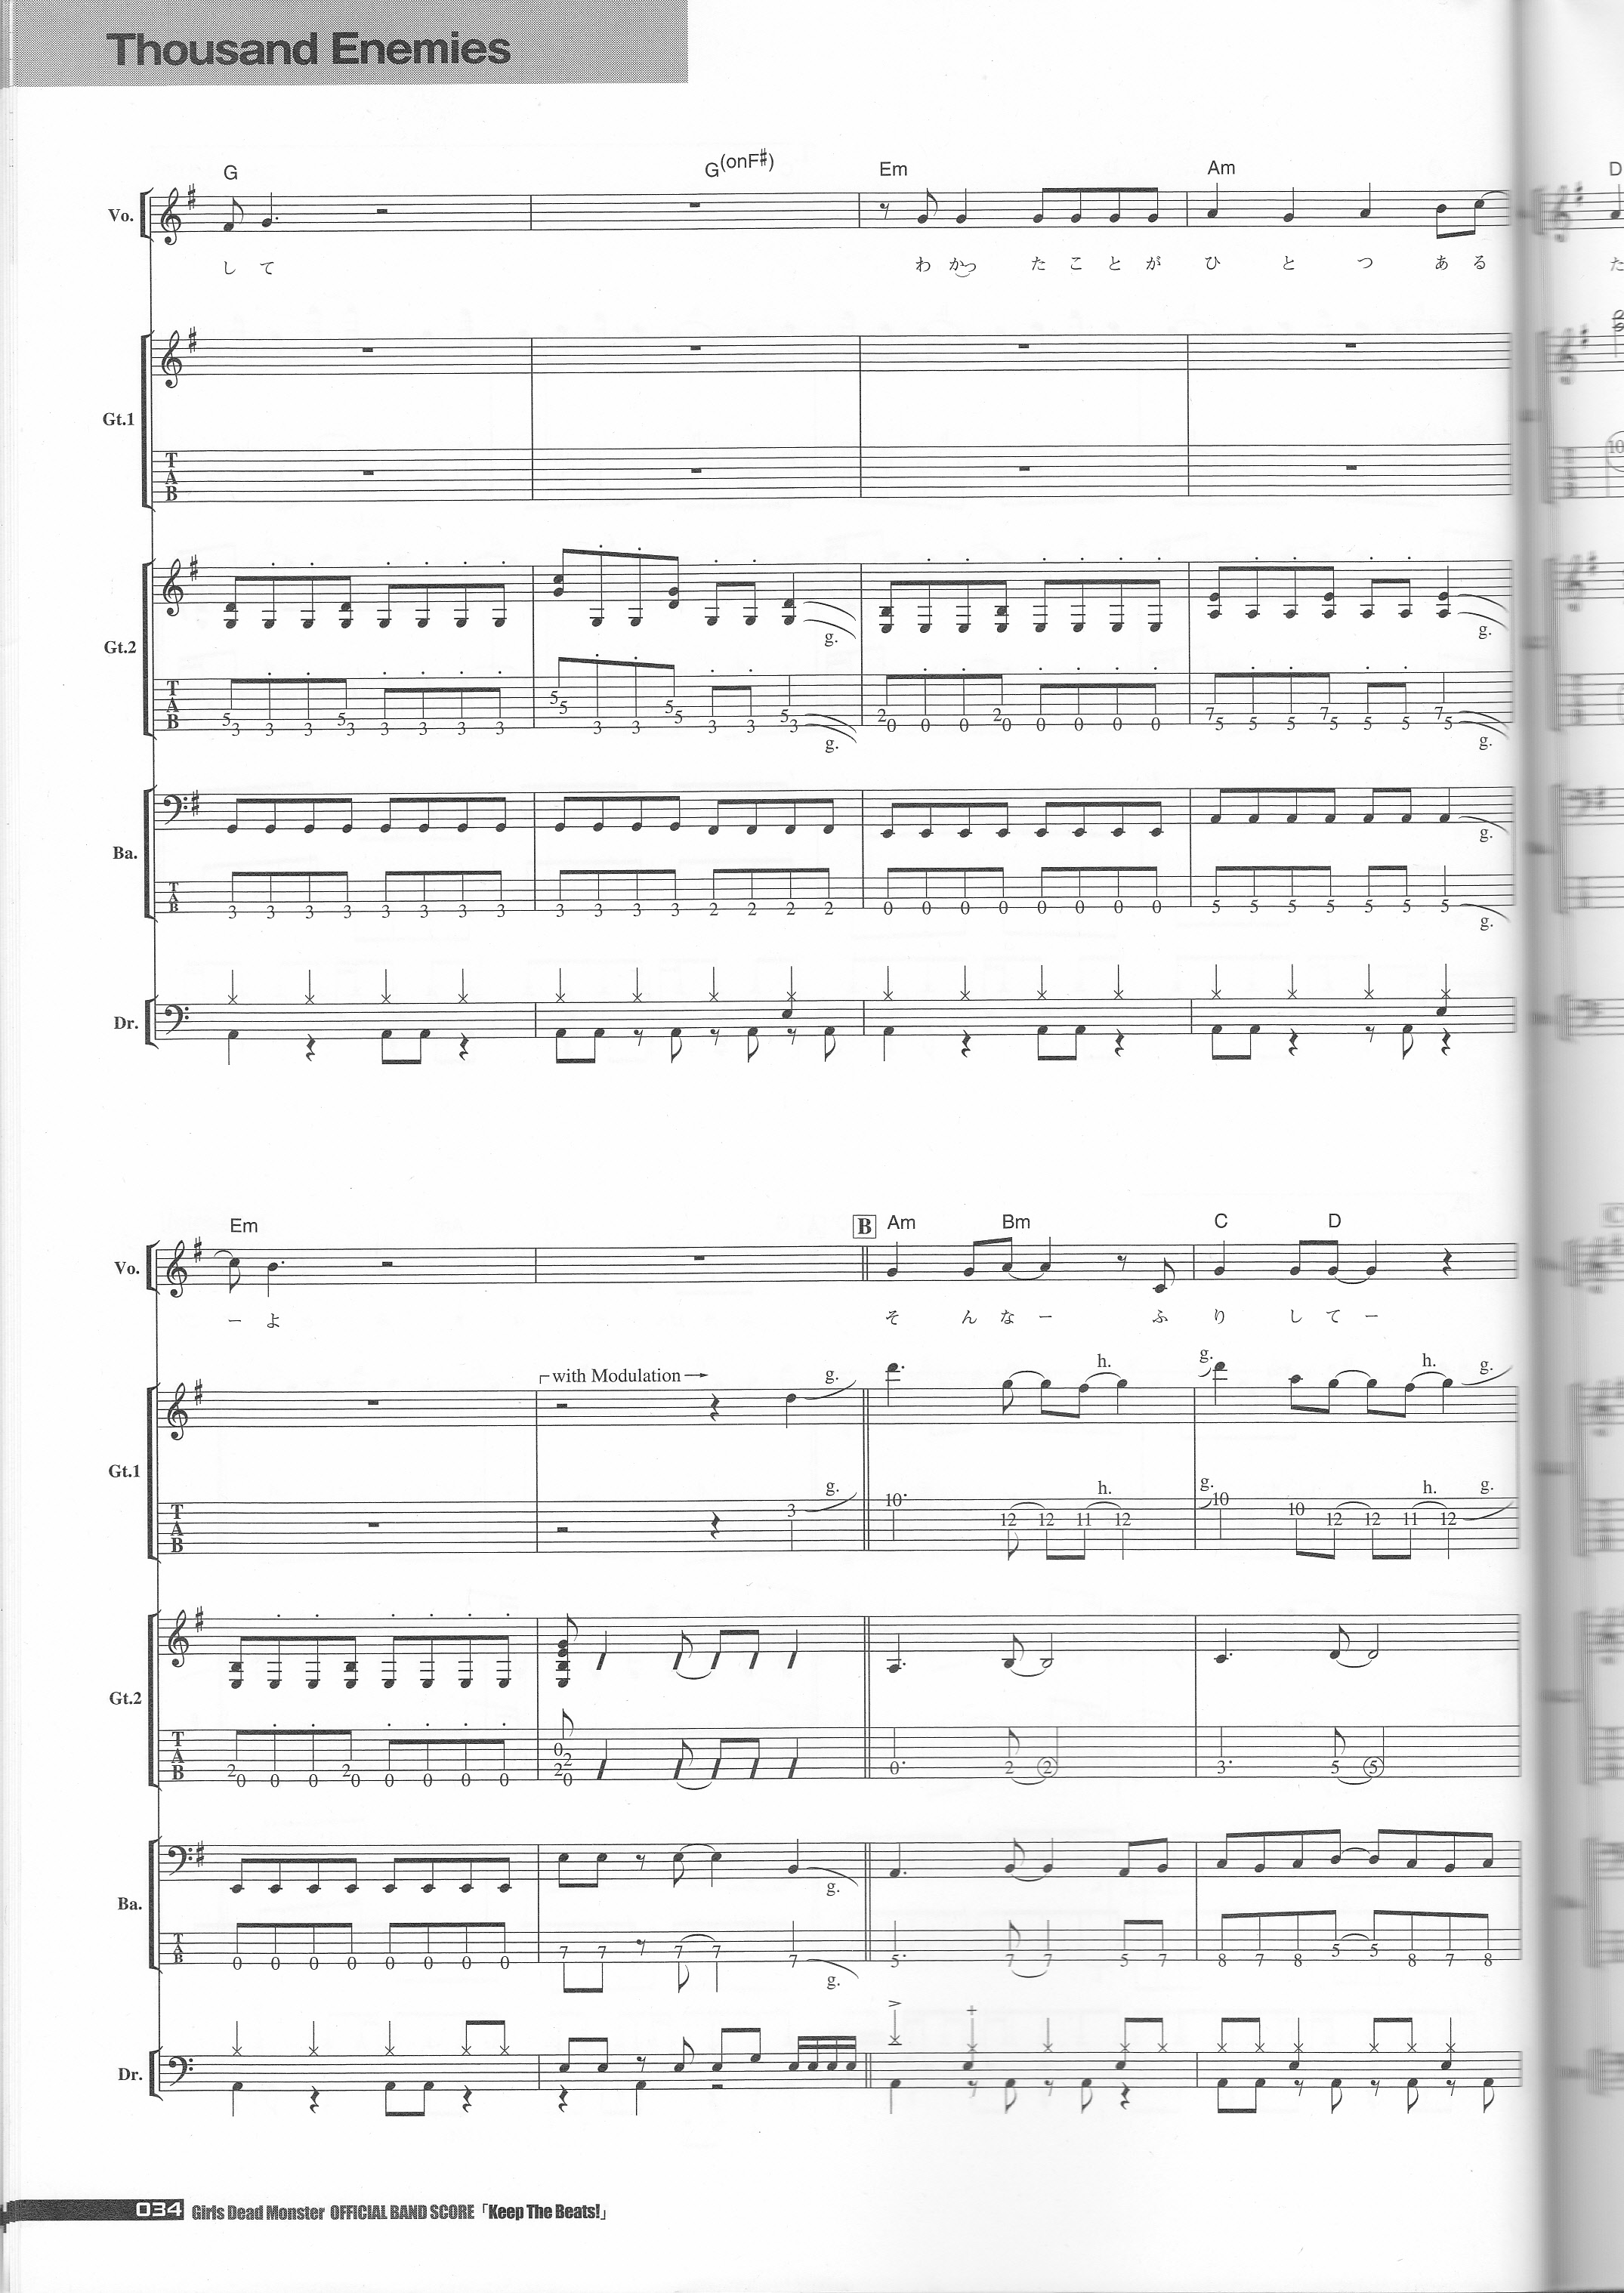 Thousand Enemies
G G(onF#) Em Am
Vo.
し て わ かっ た こ と が ひ と つ あ る
Gt.1
T A B
Gt.2
g. g.
T A B 5 3 3 3 5 3 3 3 3 3 5 5 3 3 5 5 3 3 5 3 2 0 0 0 2 0 0 0 0 0 7 5 5 5 7 5 5 5 7 5
g. g.
Ba.
g.
T A B 3 3 3 3 3 3 3 3 3 3 3 3 2 2 2 2 0 0 0 0 0 0 0 0 5 5 5 5 5 5 5
g.
Dr.
Em B Am Bm C D
Vo.
ー よ そ ん な ー ふ り し て ー
with Modulation
g. h. g. h. g.
Gt.1
g. h. g. h. g.
T A B 3 10 12 12 11 12 10 10 12 12 11 12
Gt.2
T A B 2 0 0 0 2 0 0 0 0 0 0 2 2 0 0 2 2 3 5 5
Ba.
g.
T A B 0 0 0 0 0 0 0 0 7 7 7 7 7 5 7 7 5 7 8 7 8 5 5 8 7 8
g.
Dr.
034 Girls Dead Monster OFFICIAL BAND SCORE「Keep The Beats!」